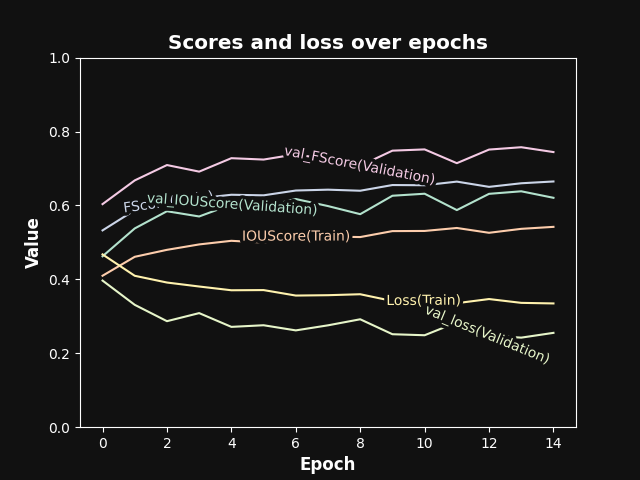 Scores and loss over epochs
1.0
0.8
0.6
0.4
0.2
0.0
Value
val_FScore(Validation)
val_IOUScore(Validation)
IOUScore(Train)
Loss(Train)
val_loss(Validation)
0 2 4 6 8 10 12 14
Epoch